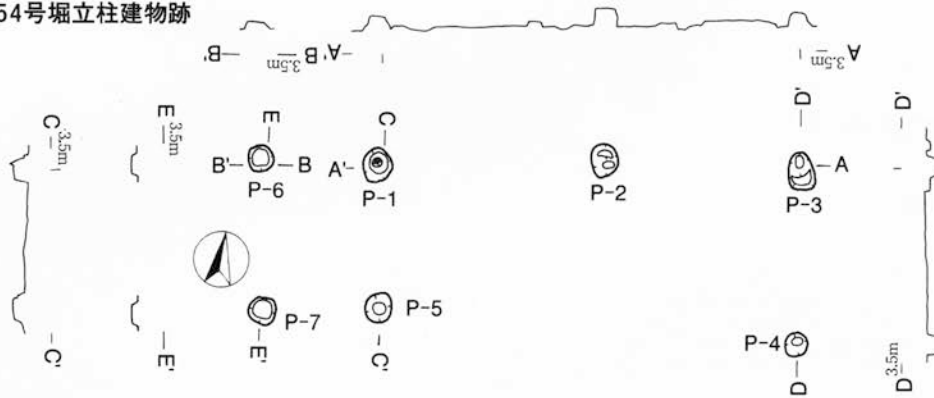 54号堀立柱建物跡
B' B A' A
3.5m 3.5m
C E E C D' D'
3.5m 3.5m
B' B A' A
P-6 P-1 P-2 P-3
P-7 P-5 P-4
C' E' E' C' D D
3.5m